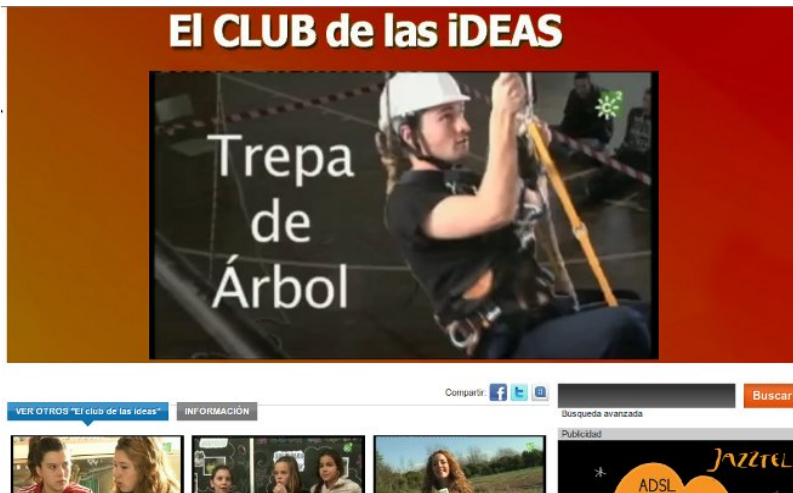 El CLUB de las iDEAS
Trepa
de
Árbol
Compartir:
Buscar
VER OTROS "El club de las ideas"
INFORMACIÓN
Búsqueda avanzada
Publicidad
JAZZTEL
ADSL